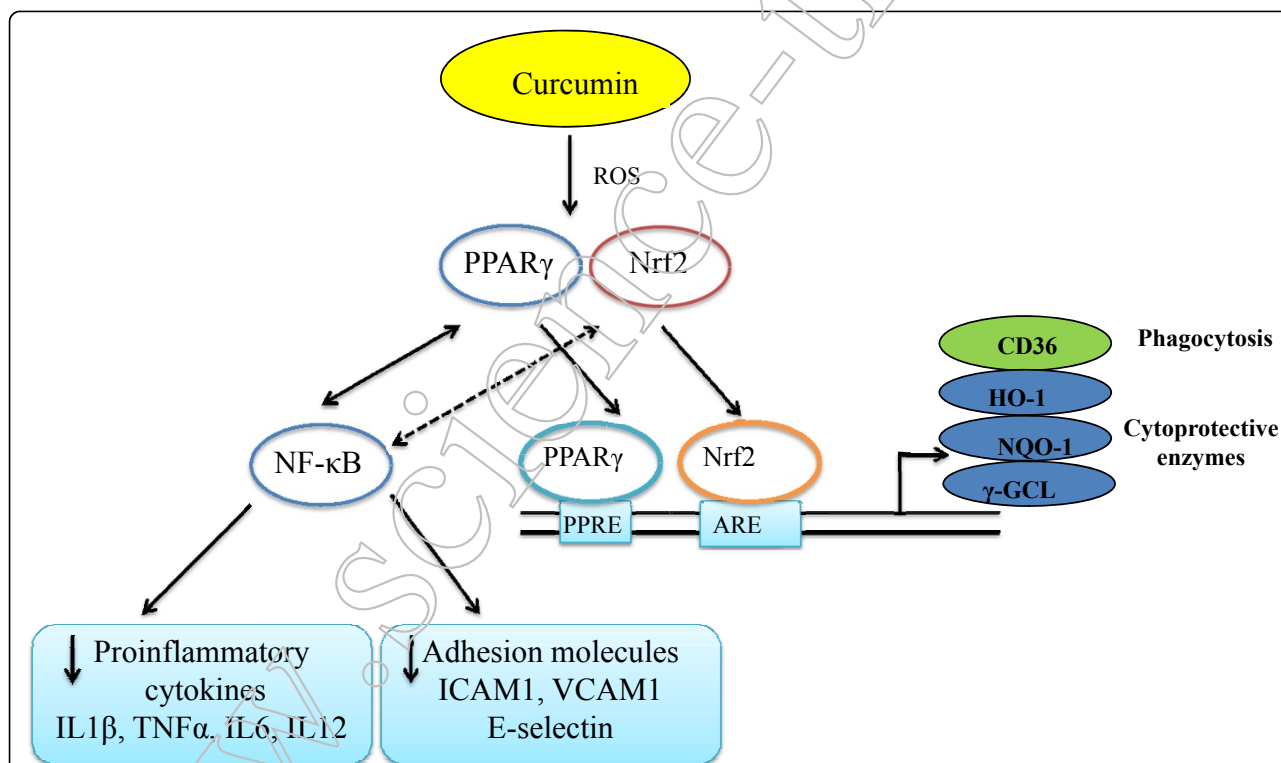 Curcumin
ROS
PPARγ
Nrf2
CD36
Phagocytosis
HO-1
NQO-1
Cytoprotective
enzymes
γ-GCL
NF-κB
PPARγ
Nrf2
PPRE
ARE
Proinflammatory
cytokines
IL1β, TNFα, IL6, IL12
Adhesion molecules
ICAM1, VCAM1
E-selectin
.science-t